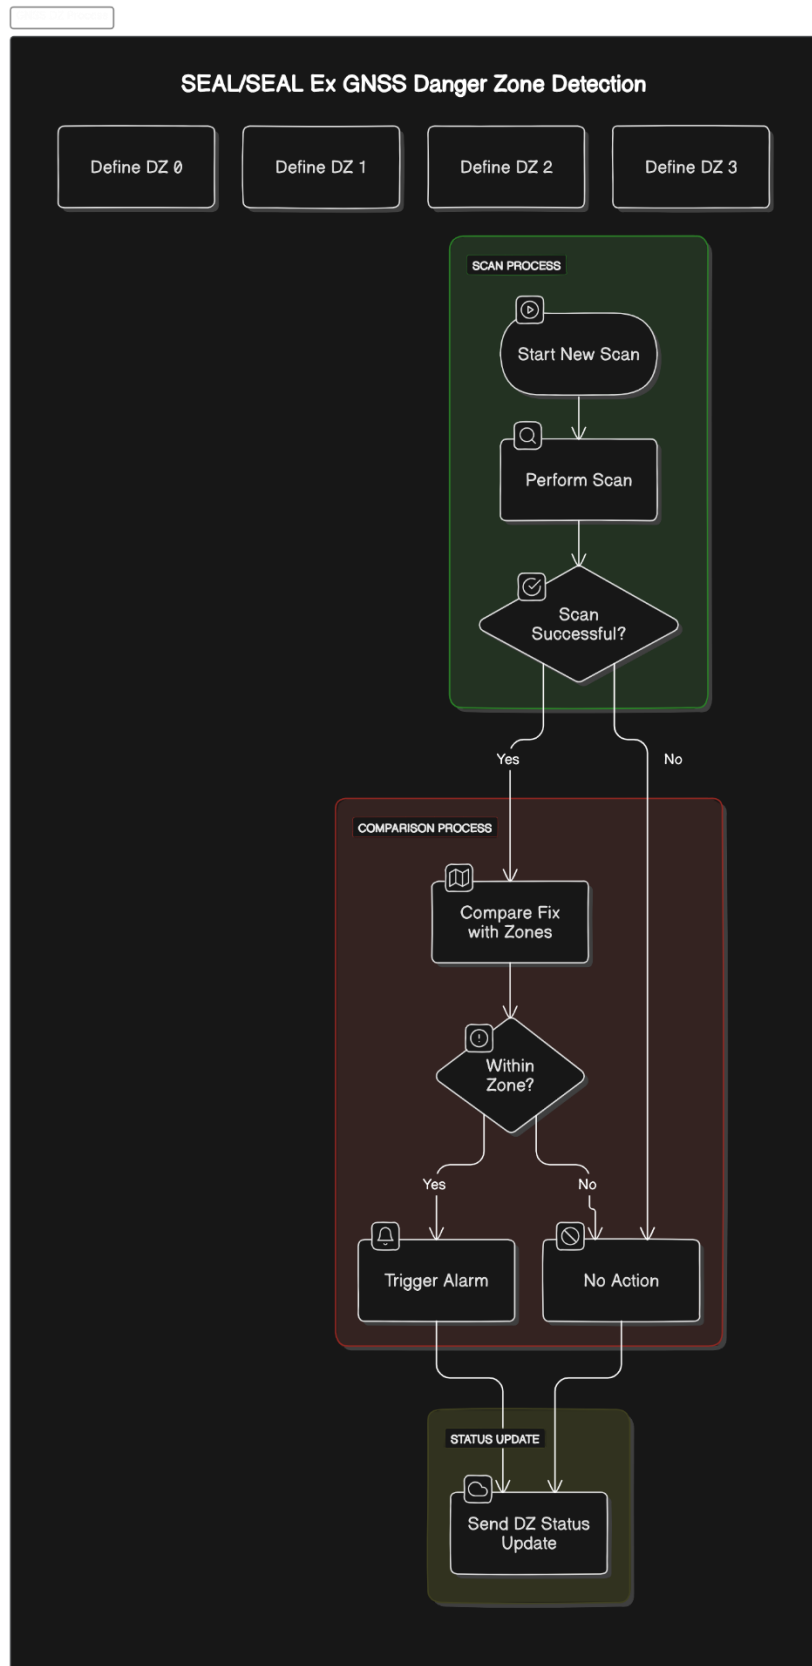 SEAL/SEAL Ex GNSS Danger Zone Detection
Define DZ 0
Define DZ 1
Define DZ 2
Define DZ 3
SCAN PROCESS
Start New Scan
Perform Scan
Scan
Successful?
Yes
No
COMPARISON PROCESS
Compare Fix
with Zones
Within
Zone?
Yes
No
Trigger Alarm
No Action
STATUS UPDATE
Send DZ Status
Update